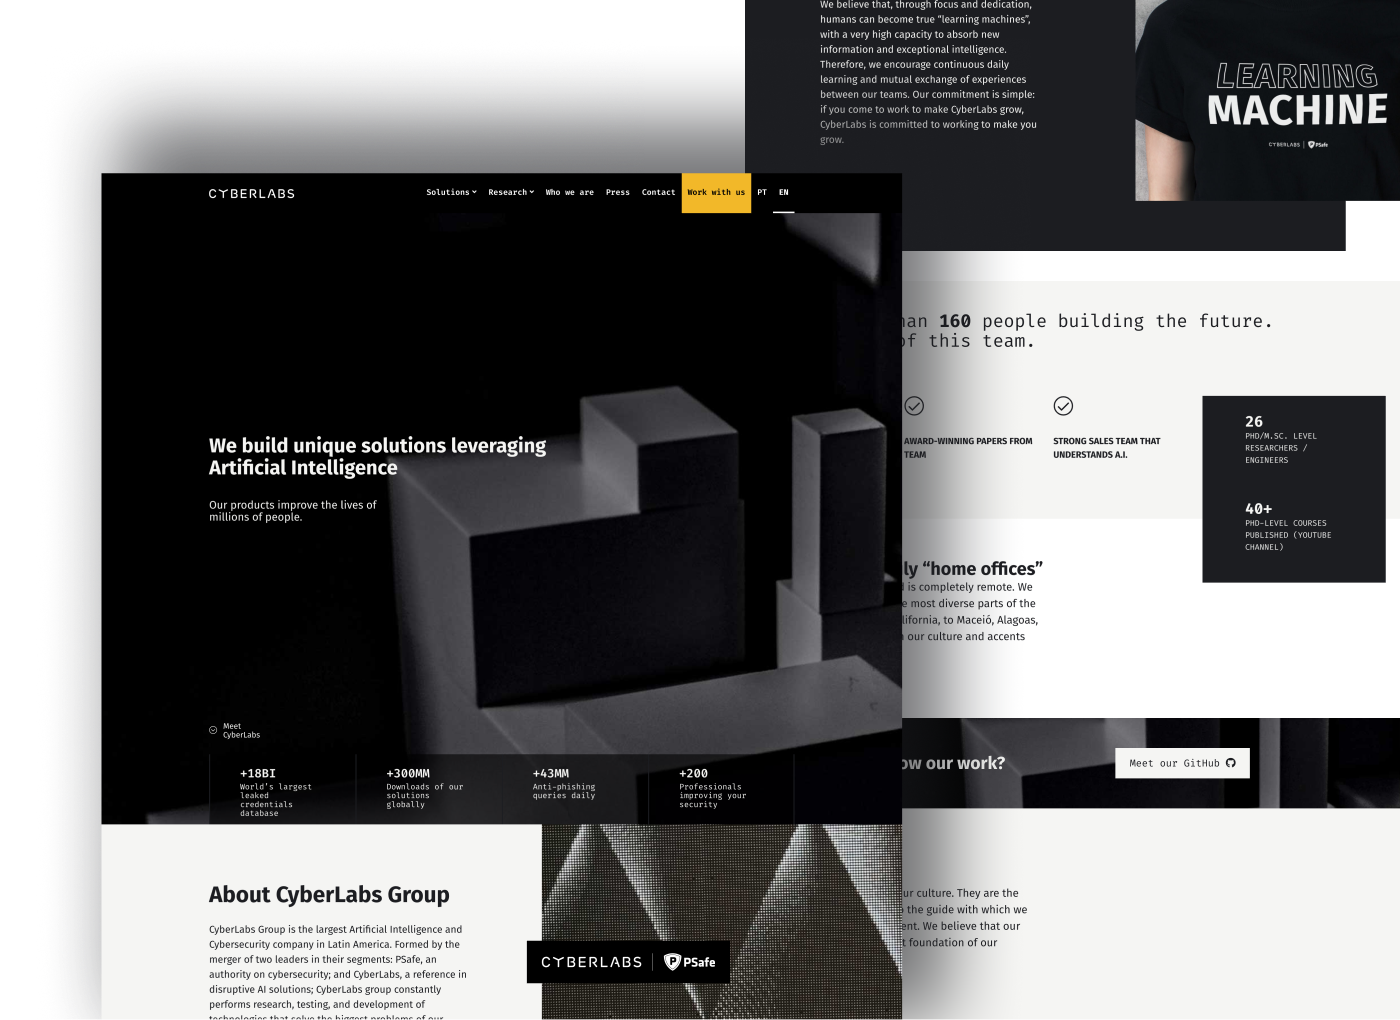 We believe that, through focus and dedication,
humans can become true “learning machines”,
with a very high capacity to absorb new
information and exceptional intelligence.
Therefore, we encourage continuous daily
learning and mutual exchange of experiences
between our teams. Our commitment is simple:
if you come to work to make CyberLabs grow,
CyberLabs is committed to working to make you
grow.
LEARNING
MACHINE
CYBERLABS | PSafe
CYBERLABS
Solutions Research Who we are Press Contact Work with us PT EN
We build unique solutions leveraging
Artificial Intelligence
Our products improve the lives of
millions of people.
Meet
CyberLabs
+18BI
World's largest
leaked
credentials
database
+300MM
Downloads of our
solutions
globally
+43MM
Anti-phishing
queries daily
+200
Professionals
improving your
security
About CyberLabs Group
CyberLabs Group is the largest Artificial Intelligence and
Cybersecurity company in Latin America. Formed by the
merger of two leaders in their segments: PSafe, an
authority on cybersecurity; and CyberLabs, a reference in
disruptive AI solutions; CyberLabs group constantly
performs research, testing, and development of
technologies that solve the biggest problems of our
CYBERLABS | PSafe
160 people building the future.
of this team.
AWARD-WINNING PAPERS FROM
TEAM
STRONG SALES TEAM THAT
UNDERSTANDS A.I.
26
PHD/M.SC. LEVEL
RESEARCHERS /
ENGINEERS
40+
PHD-LEVEL COURSES
PUBLISHED (YOUTUBE
CHANNEL)
ly “home offices”
is completely remote. We
most diverse parts of the
lifornia, to Maceió, Alagoas,
our culture and accents
ow our work?
Meet our GitHub
ur culture. They are the
the guide with which we
ent. We believe that our
t foundation of our